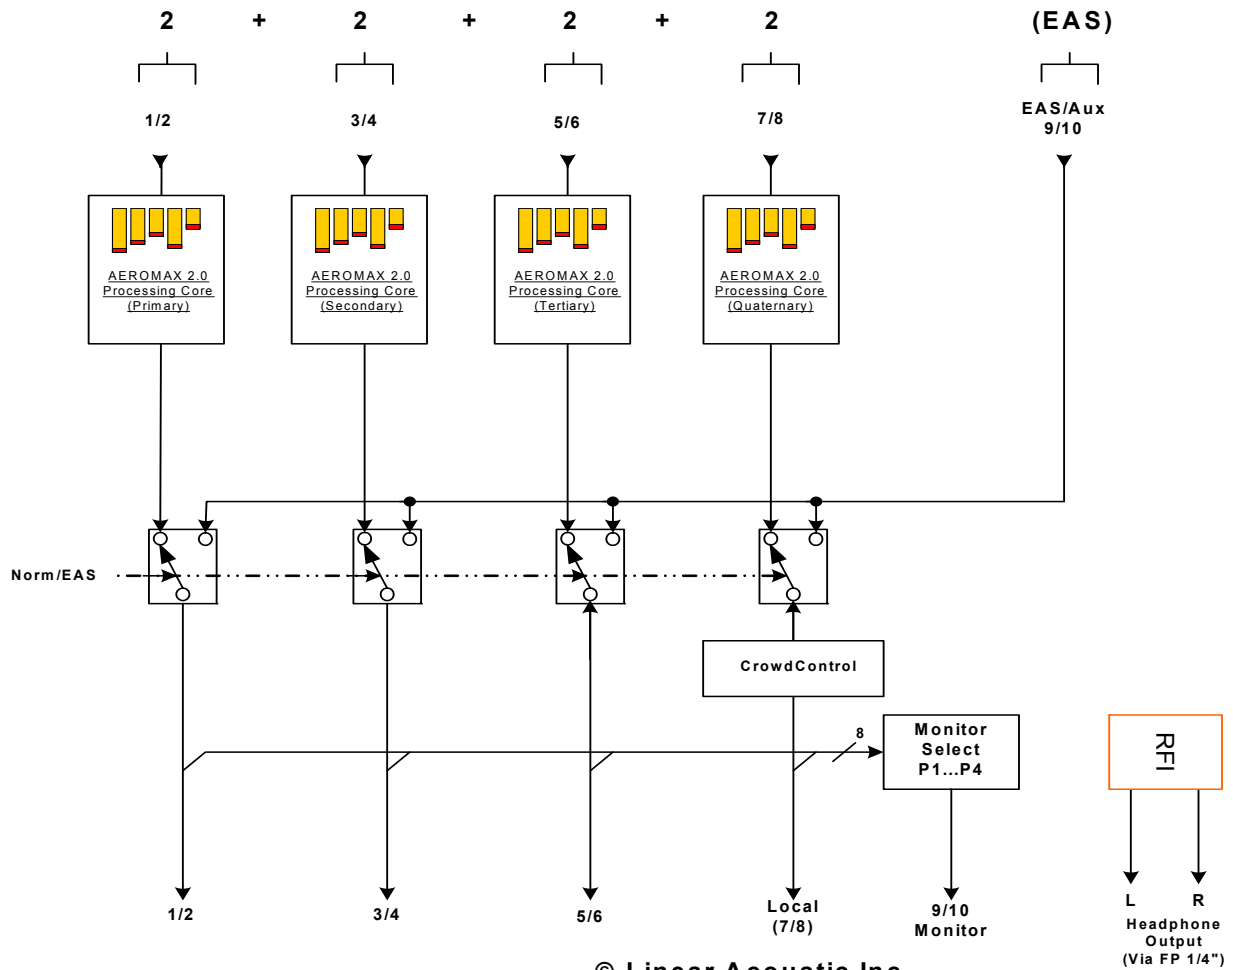 2 + 2 + 2 + 2 (EAS)
1/2 3/4 5/6 7/8 EAS/Aux
9/10
AEROMAX 2.0
Processing Core
(Primary)
AEROMAX 2.0
Processing Core
(Secondary)
AEROMAX 2.0
Processing Core
(Tertiary)
AEROMAX 2.0
Processing Core
(Quaternary)
Norm/EAS
CrowdControl
8
Monitor
Select
P1...P4
RFI
1/2 3/4 5/6
Local
(7/8)
9/10
Monitor
L R
Headphone
Output
(Via FP 1/4")
© Linear Acoustic Inc